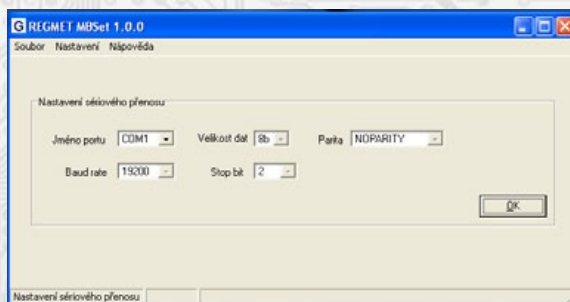 REGMET MBSet 1.0.0
Soubor Nastavení Nápověda
Nastavení sériového přenosu
Jméno portu COM1 Velikost dat 8b Parita NOPARITY
Baud rate 19200 Stop bit 2
OK
Nastavení sériového přenosu